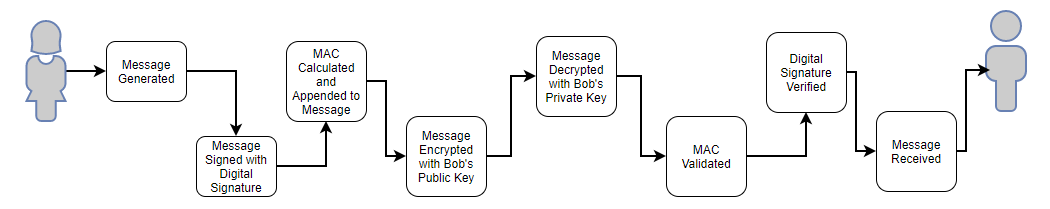 Message
Generated
Message
Signed with
Digital
Signature
MAC
Calculated
and
Appended to
Message
Message
Encrypted
with Bob's
Public Key
Message
Decrypted
with Bob's
Private Key
MAC
Validated
Digital
Signature
Verified
Message
Received